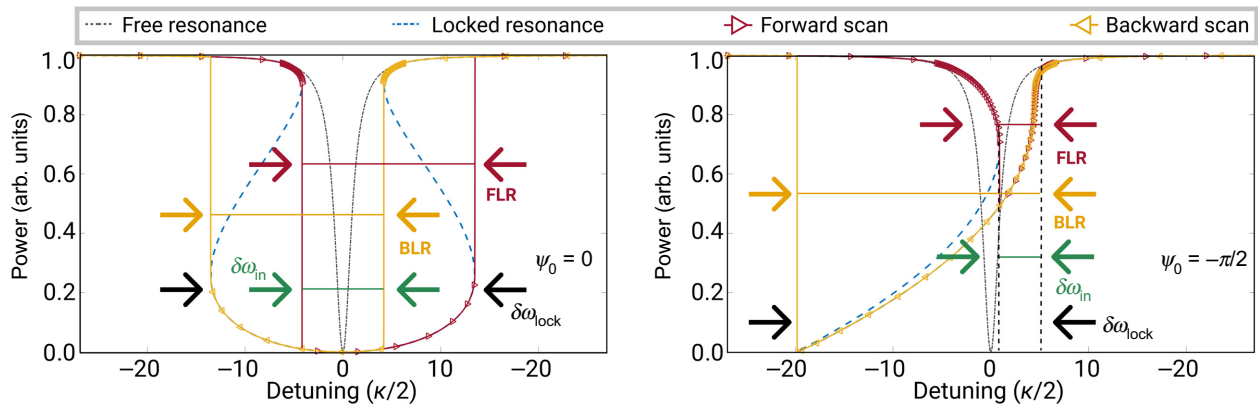 Free resonance Locked resonance Forward scan Backward scan
1.0
0.8
0.6
0.4
0.2
0.0
Power (arb. units)
FLR
BLR
δω_in
ψ₀ = 0
δω_lock
−20 −10 0 10 −20
Detuning (κ/2)
1.0
0.8
0.6
0.4
0.2
0.0
Power (arb. units)
FLR
BLR
ψ₀ = −π/2
δω_in
δω_lock
−20 −10 0 10 −20
Detuning (κ/2)